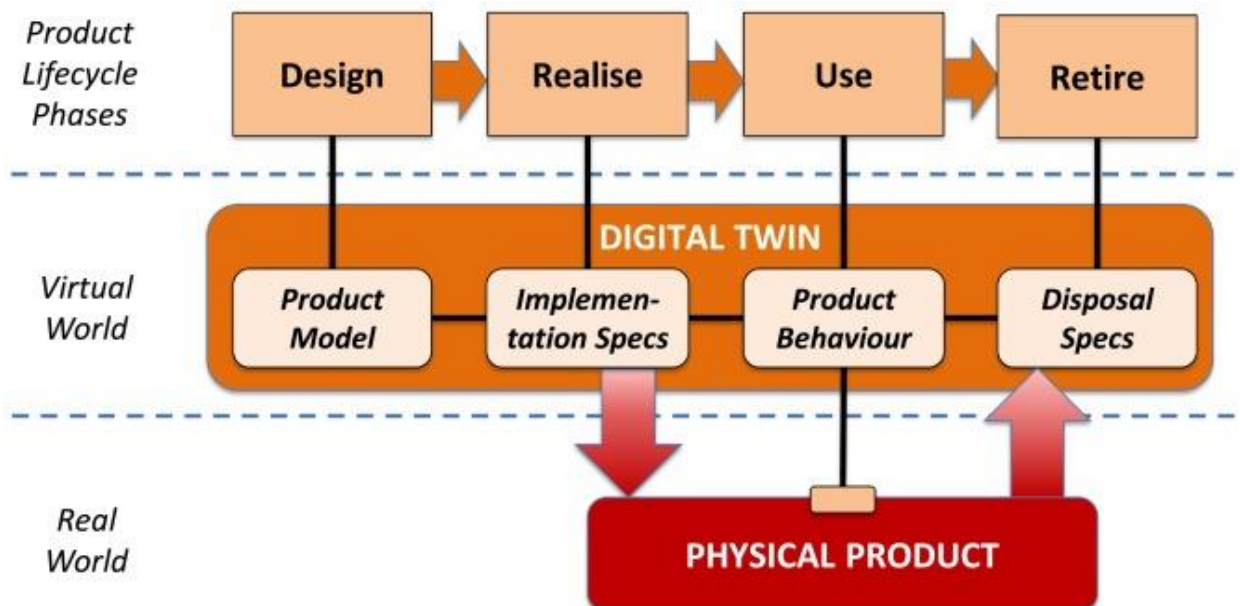 Product
Lifecycle
Phases
Design
Realise
Use
Retire
Virtual
World
DIGITAL TWIN
Product
Model
Implemen-
tation Specs
Product
Behaviour
Disposal
Specs
Real
World
PHYSICAL PRODUCT